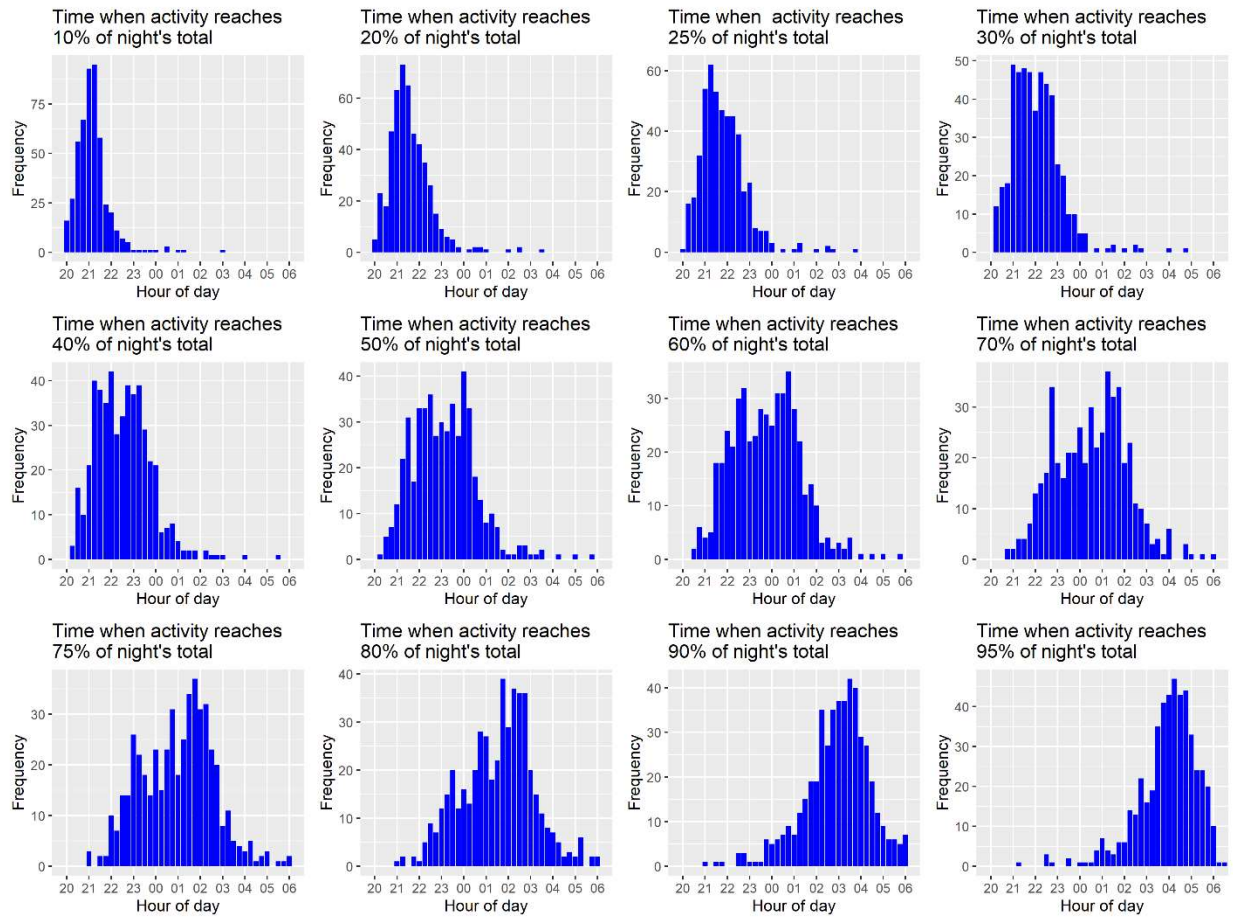 Time when activity reaches
10% of night's total
Frequency
75
50
25
0
20 21 22 23 00 01 02 03 04 05 06
Hour of day
Time when activity reaches
20% of night's total
Frequency
60
40
20
0
20 21 22 23 00 01 02 03 04 05 06
Hour of day
Time when  activity reaches
25% of night's total
Frequency
60
40
20
0
20 21 22 23 00 01 02 03 04 05 06
Hour of day
Time when activity reaches
30% of night's total
Frequency
50
40
30
20
10
0
20 21 22 23 00 01 02 03 04 05 06
Hour of day
Time when activity reaches
40% of night's total
Frequency
40
30
20
10
0
20 21 22 23 00 01 02 03 04 05 06
Hour of day
Time when activity reaches
50% of night's total
Frequency
40
30
20
10
0
20 21 22 23 00 01 02 03 04 05 06
Hour of day
Time when activity reaches
60% of night's total
Frequency
30
20
10
0
20 21 22 23 00 01 02 03 04 05 06
Hour of day
Time when activity reaches
70% of night's total
Frequency
30
20
10
0
20 21 22 23 00 01 02 03 04 05 06
Hour of day
Time when activity reaches
75% of night's total
Frequency
30
20
10
0
20 21 22 23 00 01 02 03 04 05 06
Hour of day
Time when activity reaches
80% of night's total
Frequency
40
30
20
10
0
20 21 22 23 00 01 02 03 04 05 06
Hour of day
Time when activity reaches
90% of night's total
Frequency
40
30
20
10
0
20 21 22 23 00 01 02 03 04 05 06
Hour of day
Time when activity reaches
95% of night's total
Frequency
40
30
20
10
0
20 21 22 23 00 01 02 03 04 05 06
Hour of day